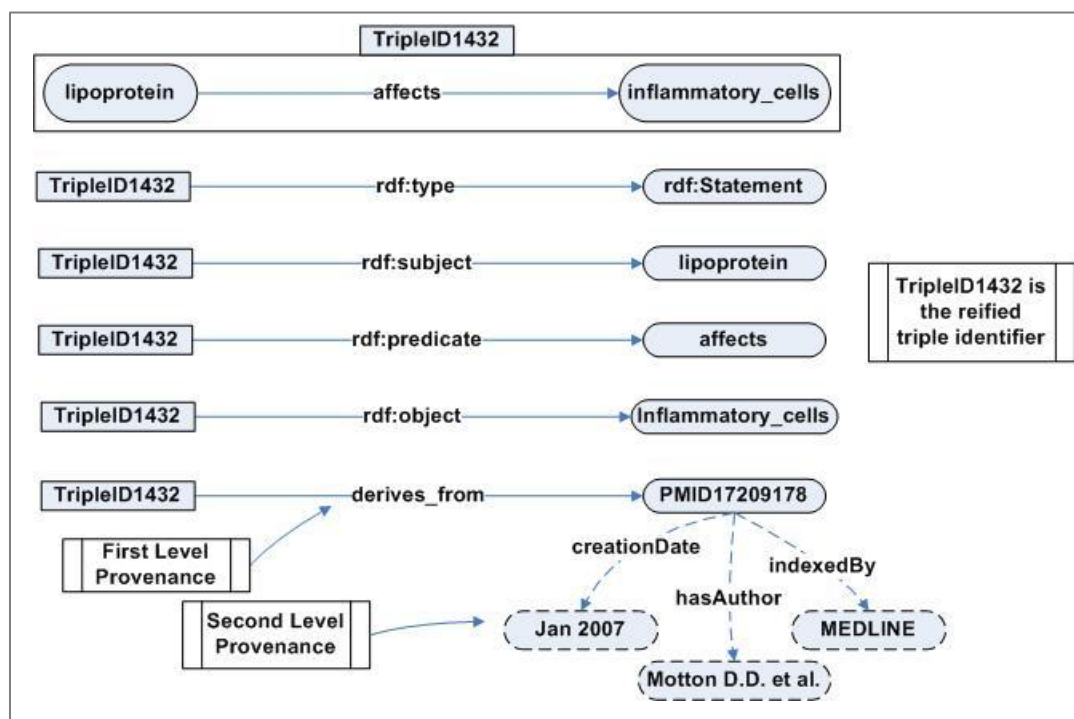 TripleID1432
lipoprotein affects inflammatory_cells
TripleID1432 rdf:type rdf:Statement
TripleID1432 rdf:subject lipoprotein
TripleID1432 rdf:predicate affects
TripleID1432 rdf:object Inflammatory_cells
TripleID1432 is
the reified
triple identifier
TripleID1432 derives_from PMID17209178
First Level
Provenance
creationDate
hasAuthor
indexedBy
Second Level
Provenance
Jan 2007
MEDLINE
Motton D.D. et al.